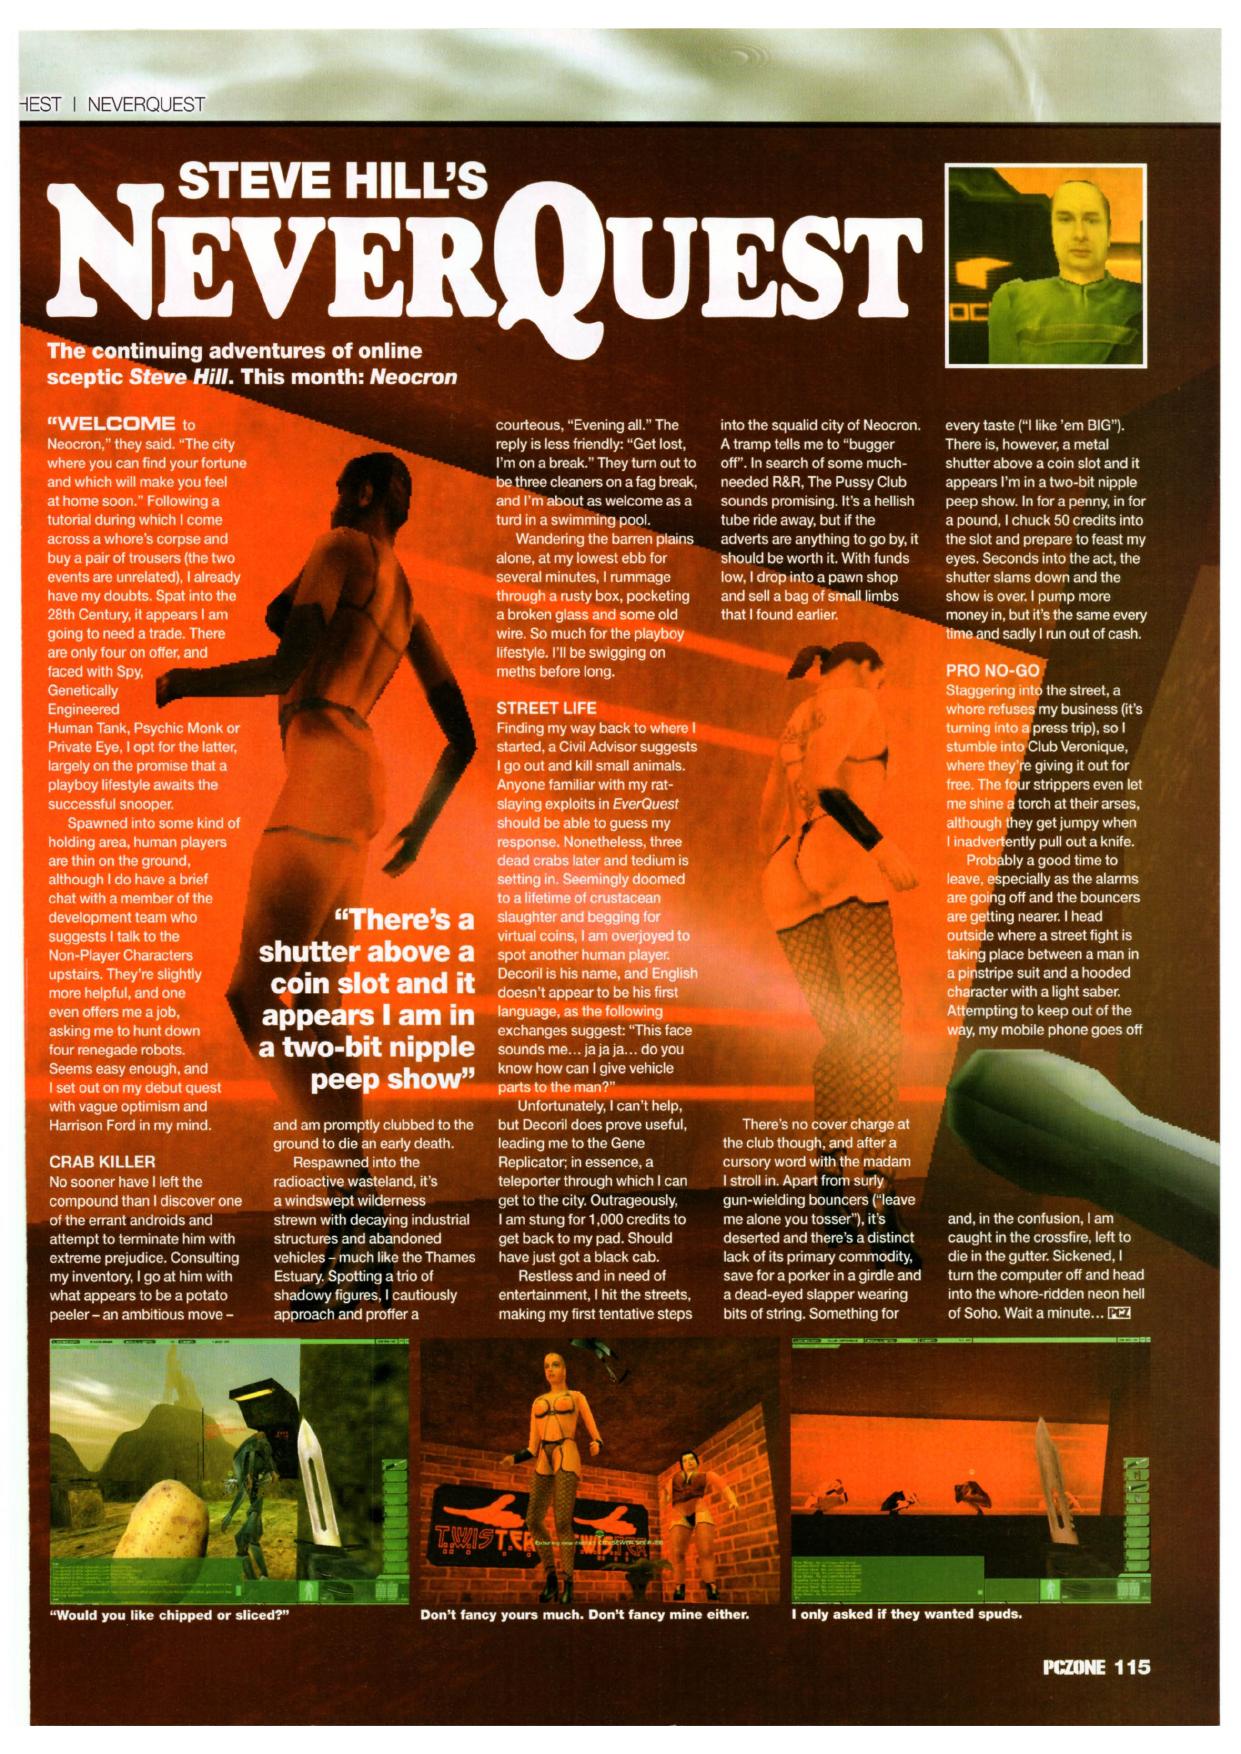 HEST | NEVERQUEST
STEVE HILL'S
NEVERQUEST
The continuing adventures of online
sceptic Steve Hill. This month: Neocron
"WELCOME to
Neocron," they said. "The city
where you can find your fortune
and which will make you feel
at home soon." Following a
tutorial during which I come
across a whore's corpse and
buy a pair of trousers (the two
events are unrelated), I already
have my doubts. Spat into the
28th Century, it appears I am
going to need a trade. There
are only four on offer, and
faced with Spy,
Genetically
Engineered
Human Tank, Psychic Monk or
Private Eye, I opt for the latter,
largely on the promise that a
playboy lifestyle awaits the
successful snooper.
Spawned into some kind of
holding area, human players
are thin on the ground,
although I do have a brief
chat with a member of the
development team who
suggests I talk to the
Non-Player Characters
upstairs. They're slightly
more helpful, and one
even offers me a job,
asking me to hunt down
four renegade robots.
Seems easy enough, and
I set out on my debut quest
with vague optimism and
Harrison Ford in my mind.
CRAB KILLER
No sooner have I left the
compound than I discover one
of the errant androids and
attempt to terminate him with
extreme prejudice. Consulting
my inventory, I go at him with
what appears to be a potato
peeler – an ambitious move –
"There's a
shutter above a
coin slot and it
appears I am in
a two-bit nipple
peep show"
and am promptly clubbed to the
ground to die an early death.
Respawned into the
radioactive wasteland, it's
a windswept wilderness
strewn with decaying industrial
structures and abandoned
vehicles – much like the Thames
Estuary. Spotting a trio of
shadowy figures, I cautiously
approach and proffer a
courteous, "Evening all." The
reply is less friendly: "Get lost,
I'm on a break." They turn out to
be three cleaners on a fag break,
and I'm about as welcome as a
turd in a swimming pool.
Wandering the barren plains
alone, at my lowest ebb for
several minutes, I rummage
through a rusty box, pocketing
a broken glass and some old
wire. So much for the playboy
lifestyle. I'll be swigging on
meths before long.
STREET LIFE
Finding my way back to where I
started, a Civil Advisor suggests
I go out and kill small animals.
Anyone familiar with my rat-
slaying exploits in EverQuest
should be able to guess my
response. Nonetheless, three
dead crabs later and tedium is
setting in. Seemingly doomed
to a lifetime of crustacean
slaughter and begging for
virtual coins, I am overjoyed to
spot another human player.
Decoril is his name, and English
doesn't appear to be his first
language, as the following
exchanges suggest: "This face
sounds me... ja ja ja... do you
know how can I give vehicle
parts to the man?"
Unfortunately, I can't help,
but Decoril does prove useful,
leading me to the Gene
Replicator; in essence, a
teleporter through which I can
get to the city. Outrageously,
I am stung for 1,000 credits to
get back to my pad. Should
have just got a black cab.
Restless and in need of
entertainment, I hit the streets,
making my first tentative steps
into the squalid city of Neocron.
A tramp tells me to "bugger
off". In search of some much-
needed R&R, The Pussy Club
sounds promising. It's a hellish
tube ride away, but if the
adverts are anything to go by, it
should be worth it. With funds
low, I drop into a pawn shop
and sell a bag of small limbs
that I found earlier.
There's no cover charge at
the club though, and after a
cursory word with the madam
I stroll in. Apart from surly
gun-wielding bouncers ("leave
me alone you tosser"), it's
deserted and there's a distinct
lack of its primary commodity,
save for a porker in a girdle and
a dead-eyed slapper wearing
bits of string. Something for
every taste ("I like 'em BIG").
There is, however, a metal
shutter above a coin slot and it
appears I'm in a two-bit nipple
peep show. In for a penny, in for
a pound, I chuck 50 credits into
the slot and prepare to feast my
eyes. Seconds into the act, the
shutter slams down and the
show is over. I pump more
money in, but it's the same every
time and sadly I run out of cash.
PRO NO-GO
Staggering into the street, a
whore refuses my business (it's
turning into a press trip), so I
stumble into Club Veronique,
where they're giving it out for
free. The four strippers even let
me shine a torch at their arses,
although they get jumpy when
I inadvertently pull out a knife.
Probably a good time to
leave, especially as the alarms
are going off and the bouncers
are getting nearer. I head
outside where a street fight is
taking place between a man in
a pinstripe suit and a hooded
character with a light saber.
Attempting to keep out of the
way, my mobile phone goes off
and, in the confusion, I am
caught in the crossfire, left to
die in the gutter. Sickened, I
turn the computer off and head
into the whore-ridden neon hell
of Soho. Wait a minute... PCZ
TWISTER
"Would you like chipped or sliced?"
Don't fancy yours much. Don't fancy mine either.
I only asked if they wanted spuds.
PCZONE 115